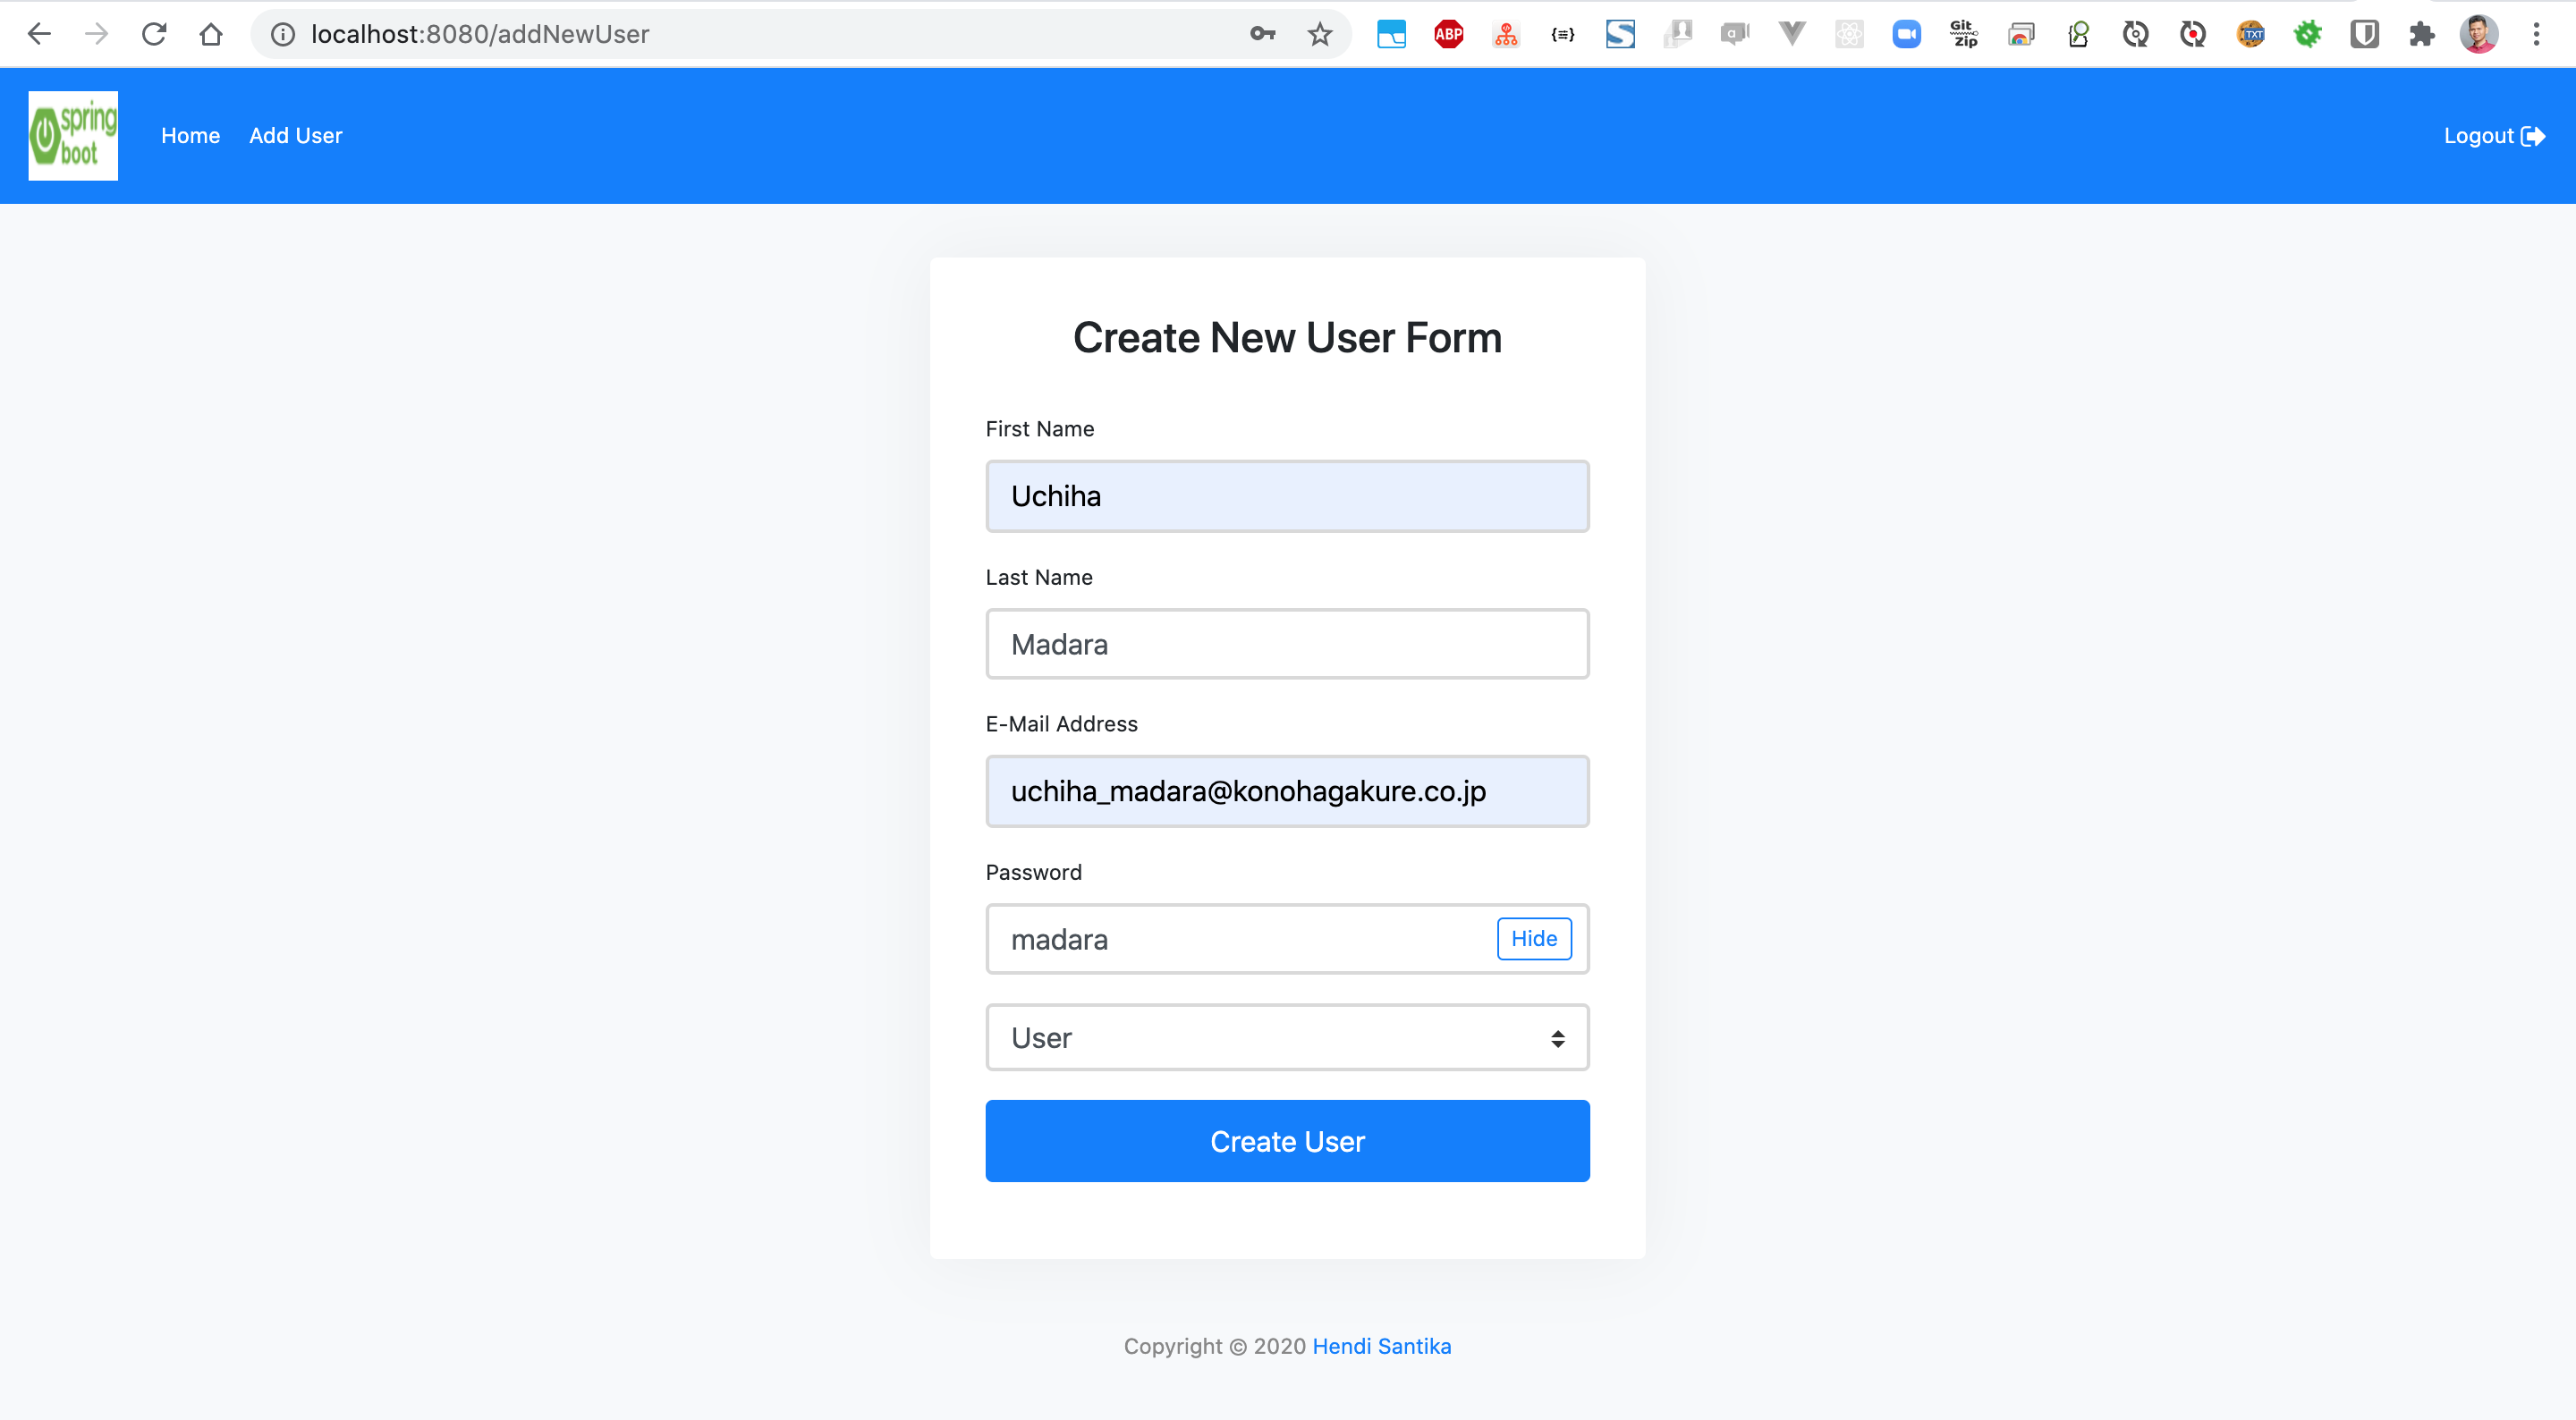 localhost:8080/addNewUser
ABP
{≡}
a
Git
Zip
TXT
spring
boot
Home
Add User
Logout
Create New User Form
First Name
Uchiha
Last Name
Madara
E-Mail Address
uchiha_madara@konohagakure.co.jp
Password
madara
Hide
User
Create User
Copyright © 2020 Hendi Santika